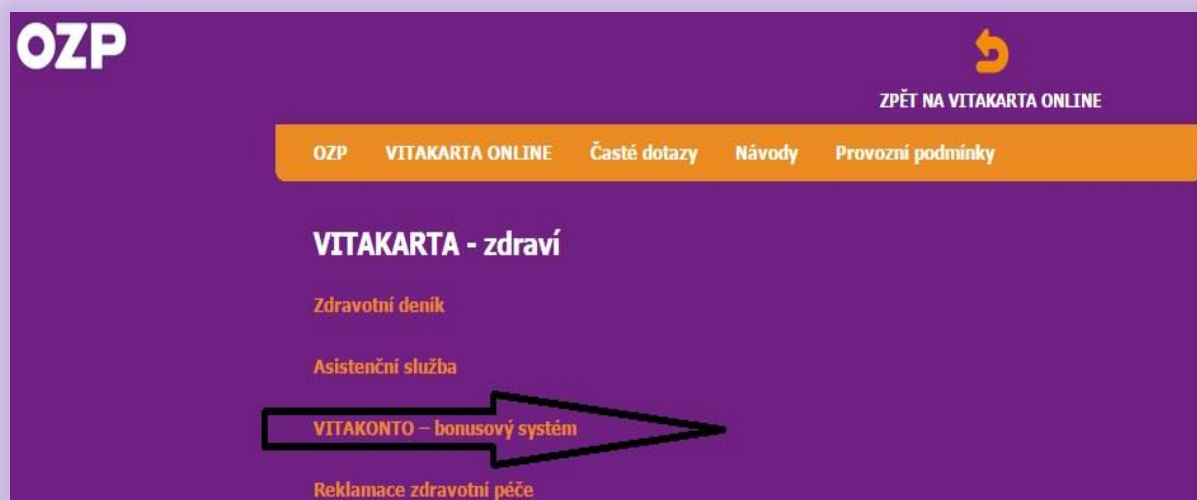 OZP
ZPĚT NA VITAKARTA ONLINE
OZP VITAKARTA ONLINE Časté dotazy Návody Provozní podmínky
VITAKARTA - zdraví
Zdravotní deník
Asistenční služba
VITAKONTO – bonusový systém
Reklamace zdravotní péče